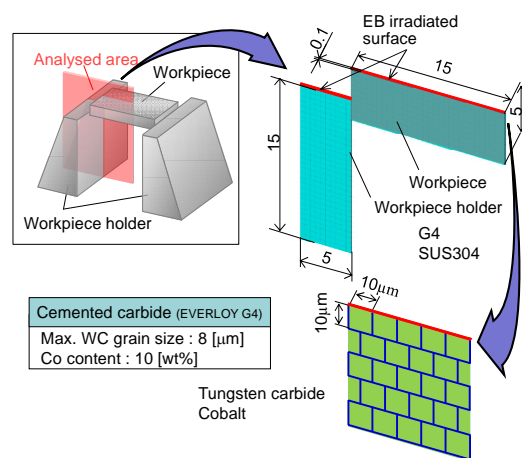 Analysed area
Workpiece
Workpiece holder
EB irradiated
surface
0.1
15
5
15
Workpiece
Workpiece holder
G4
SUS304
5
10μm
10μm
Cemented carbide (EVERLOY G4)
Max. WC grain size : 8 [μm]
Co content : 10 [wt%]
Tungsten carbide
Cobalt